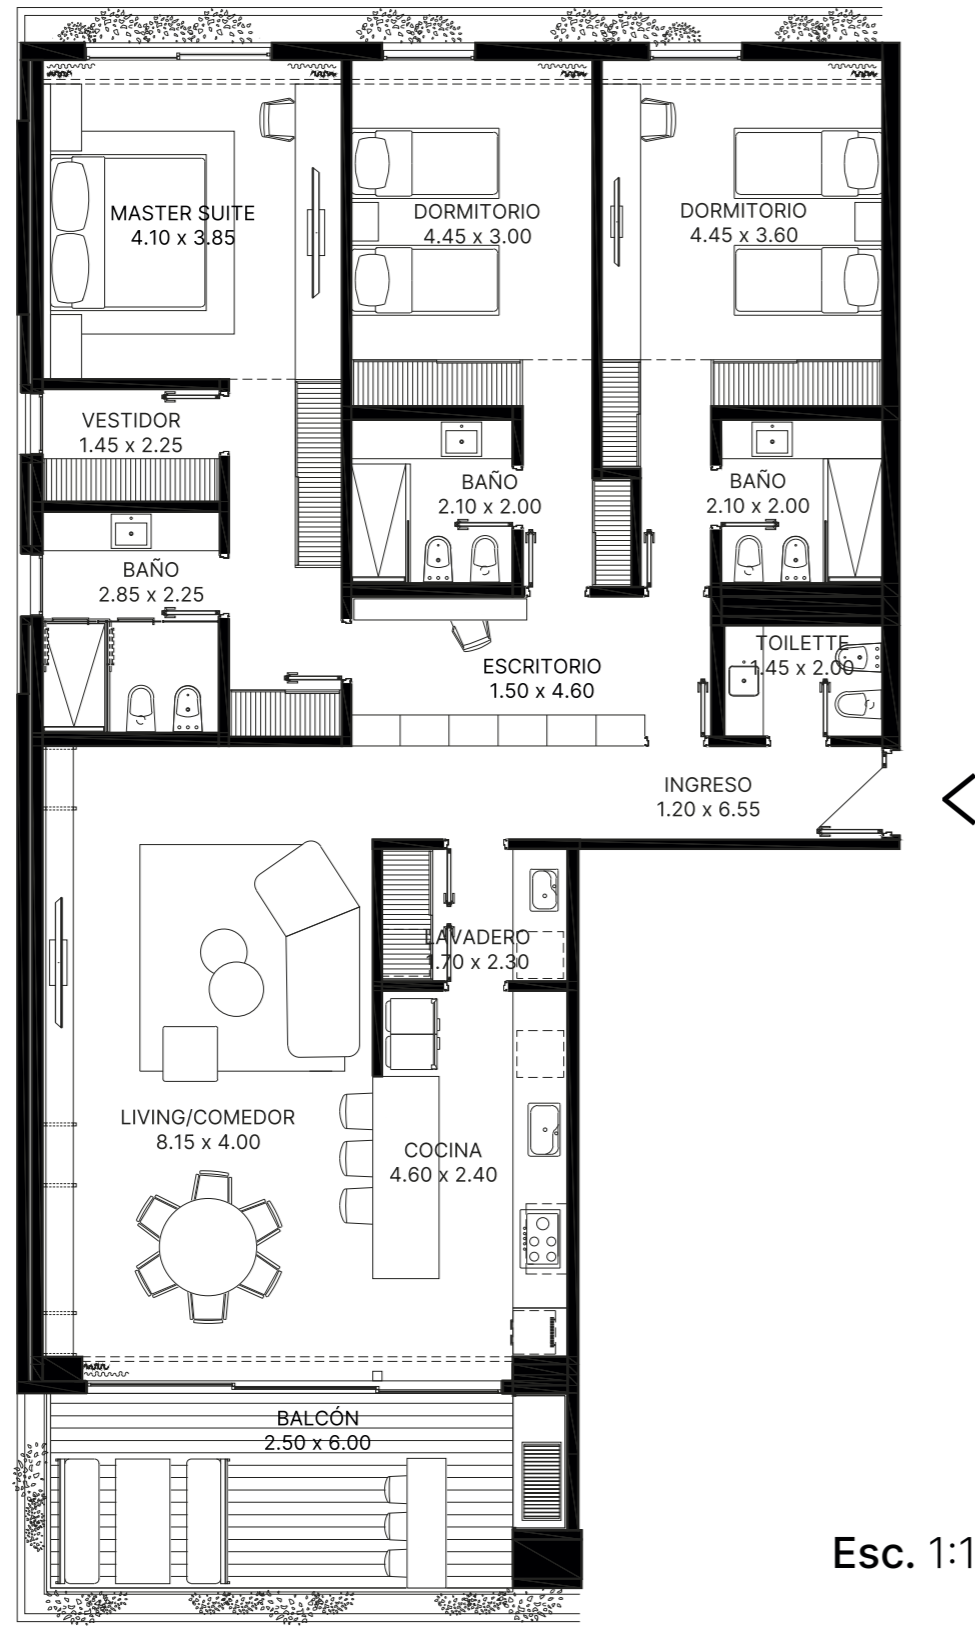 MASTER SUITE
4.10 x 3.85
DORMITORIO
4.45 x 3.00
DORMITORIO
4.45 x 3.60
VESTIDOR
1.45 x 2.25
BAÑO
2.10 x 2.00
BAÑO
2.10 x 2.00
BAÑO
2.85 x 2.25
TOILETTE
1.45 x 2.00
ESCRITORIO
1.50 x 4.60
INGRESO
1.20 x 6.55
LAVADERO
1.70 x 2.30
LIVING/COMEDOR
8.15 x 4.00
COCINA
4.60 x 2.40
BALCÓN
2.50 x 6.00
Esc. 1:1